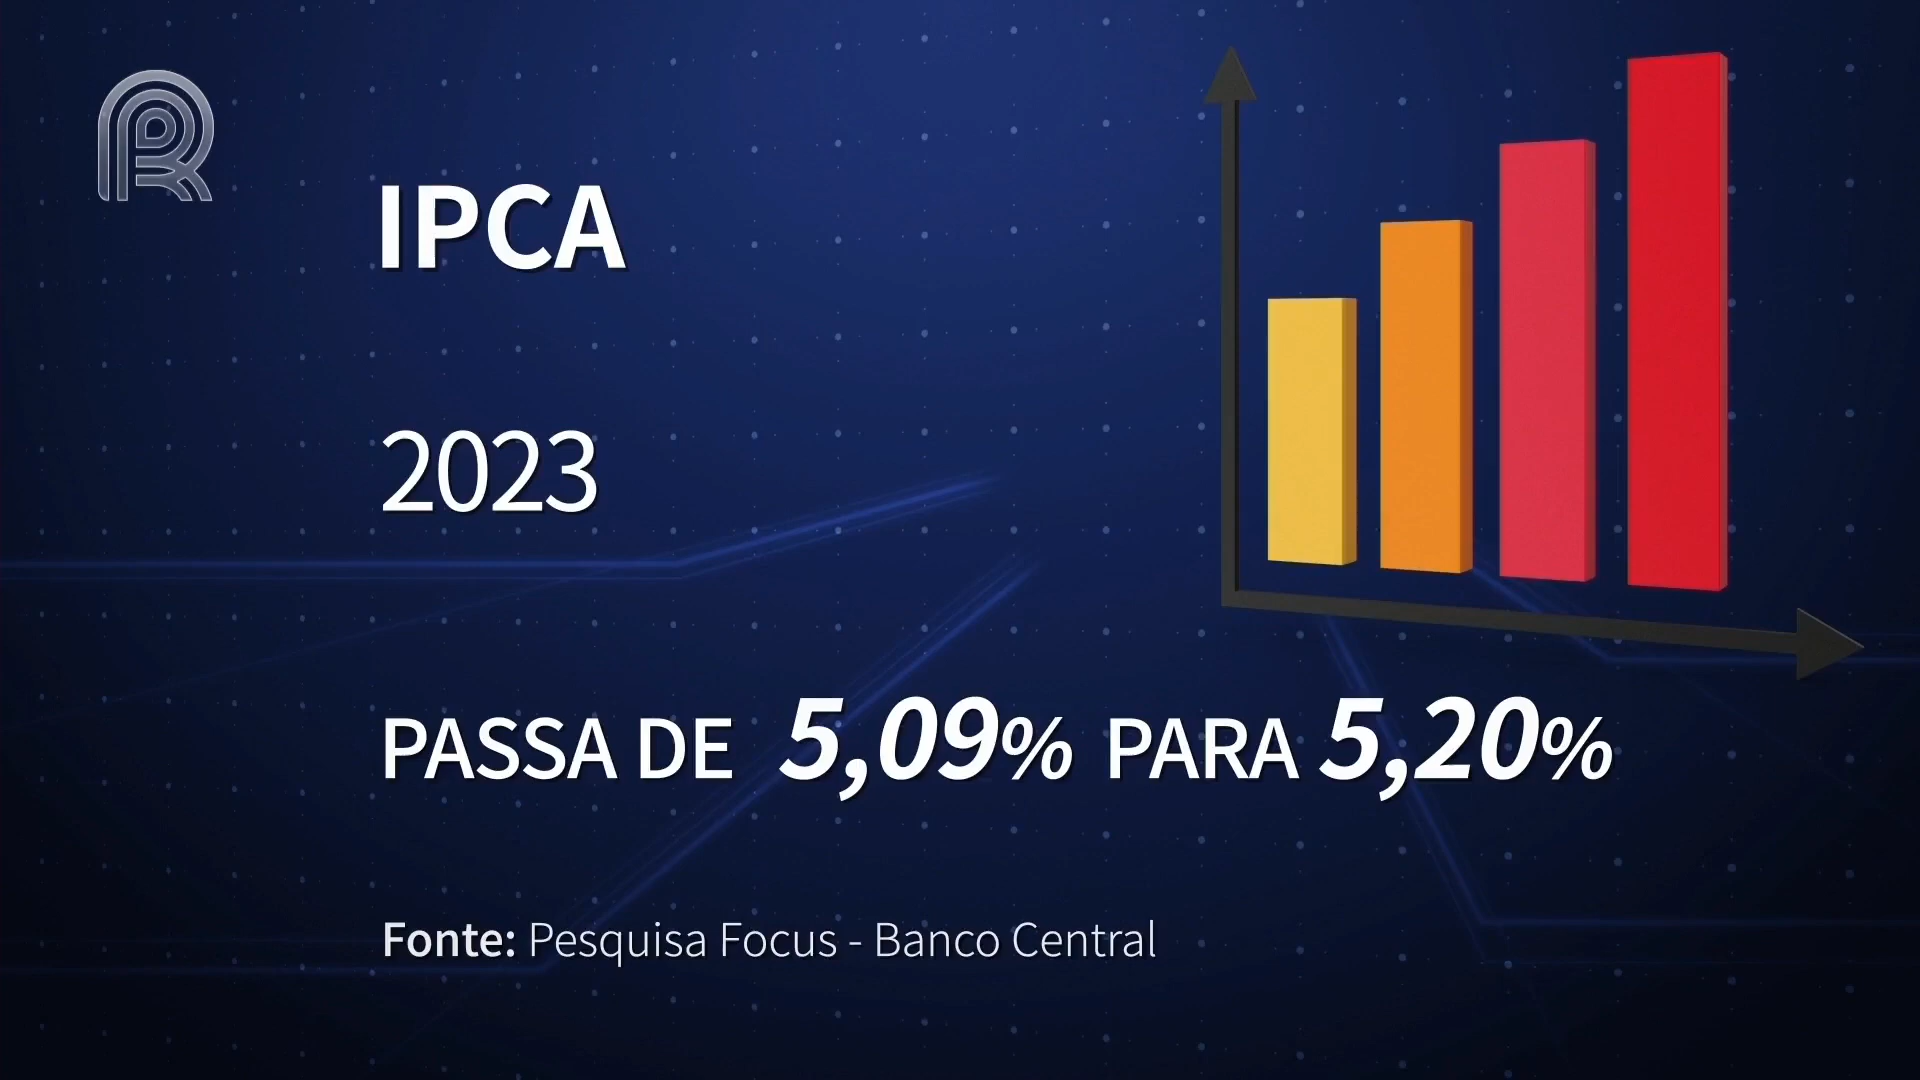 IPCA
2023
PASSA DE 5,09% PARA 5,20%
Fonte: Pesquisa Focus - Banco Central